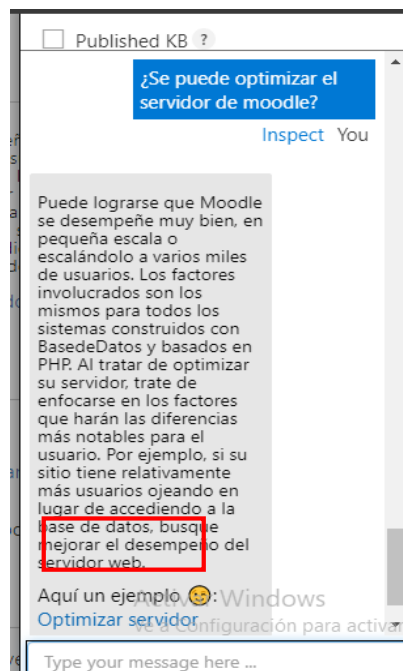 Published KB ?
¿Se puede optimizar el
servidor de moodle?
Inspect You
Puede lograrse que Moodle
se desempeñe muy bien, en
pequeña escala o
escalándolo a varios miles
de usuarios. Los factores
involucrados son los
mismos para todos los
sistemas construidos con
BasedeDatos y basados en
PHP. Al tratar de optimizar
su servidor, trate de
enfocarse en los factores
que harán las diferencias
más notables para el
usuario. Por ejemplo, si su
sitio tiene relativamente
más usuarios ojeando en
lugar de accediendo a la
base de datos, busque
mejorar el desempeño del
servidor web.
Aquí un ejemplo 😉:
Windows
Optimizar servidor
Ve a Configuración para activar
Type your message here ...